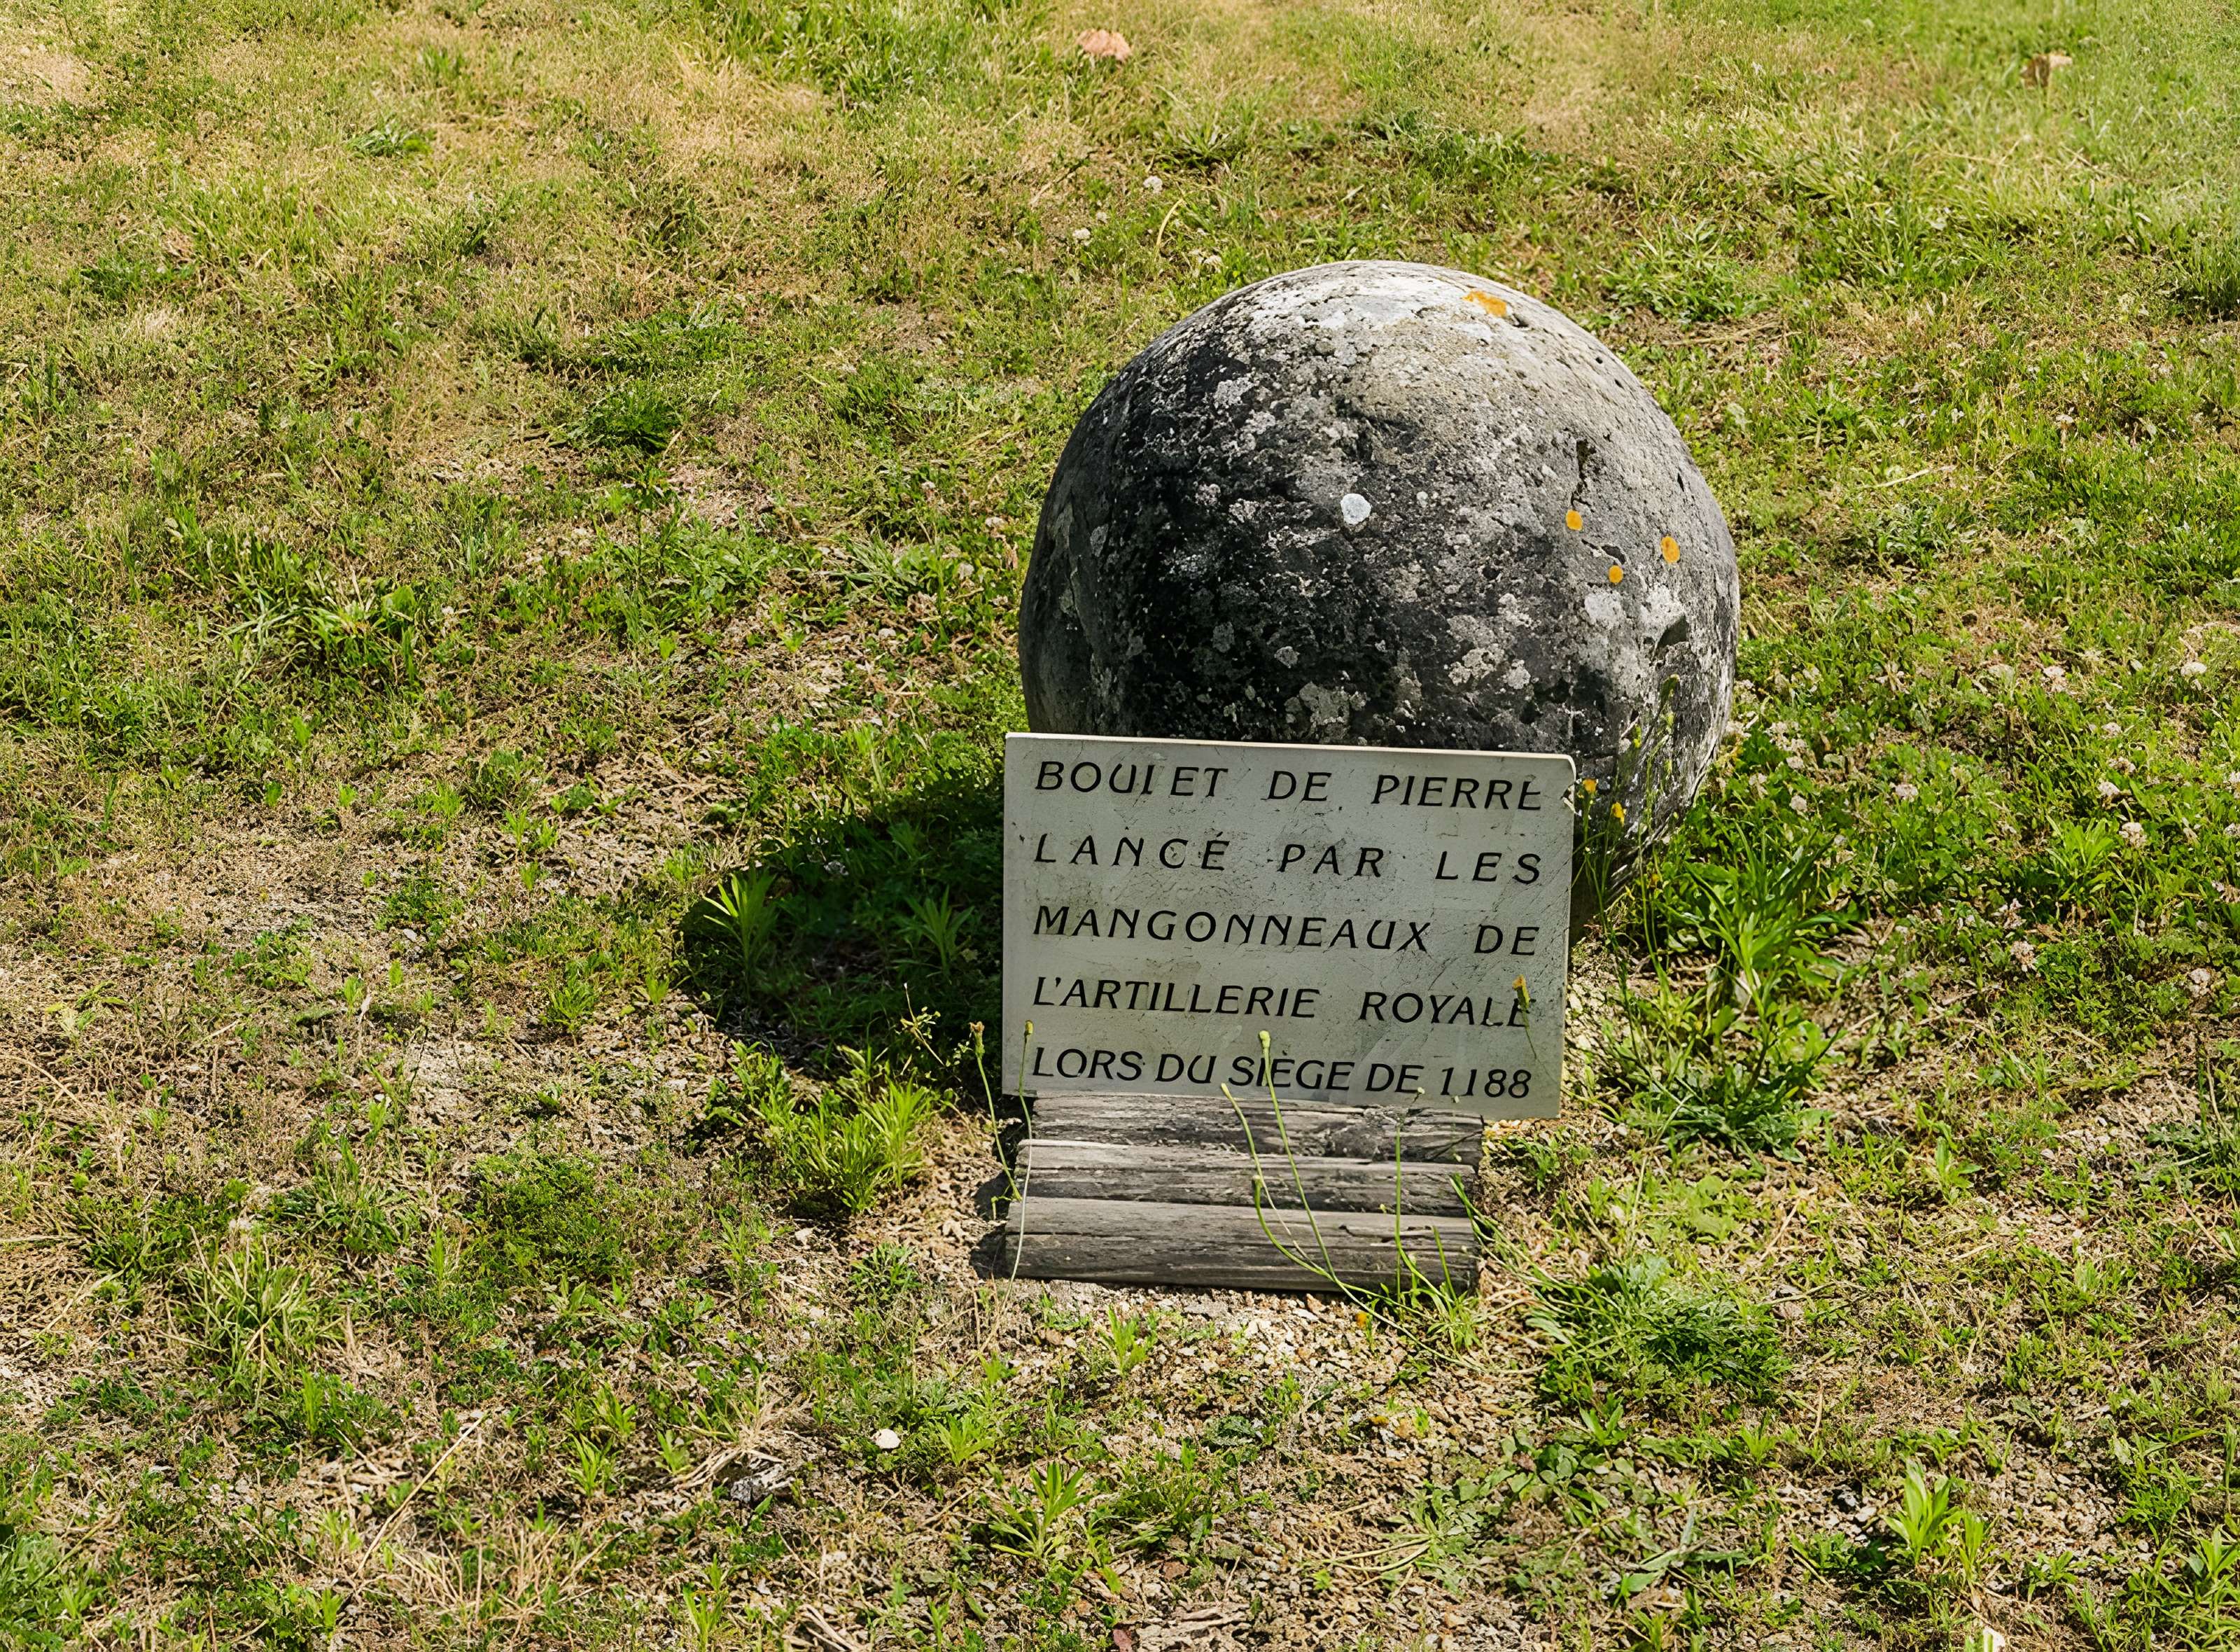 BOULET DE PIERRE
LANCÉ PAR LES
MANGONNEAUX DE
L'ARTILLERIE ROYALE
LORS DU SIÈGE DE 1188